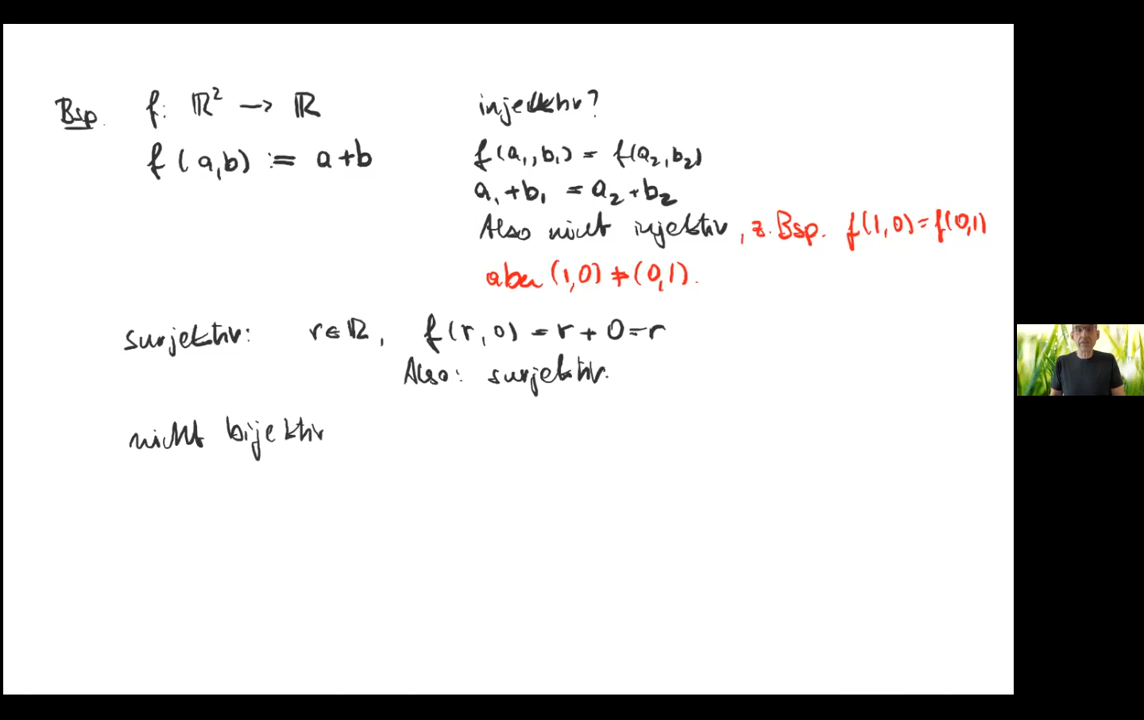 Bsp. f: ℝ² → ℝ
f(a,b) := a+b
injektiv?
f(a₁,b₁) = f(a₂,b₂)
a₁+b₁ = a₂+b₂
Also nicht injektiv, z.Bsp. f(1,0)=f(0,1)
aber (1,0) ≠ (0,1).
surjektiv: r∈ℝ, f(r,0) = r+0=r
Also: surjektiv.
nicht bijektiv